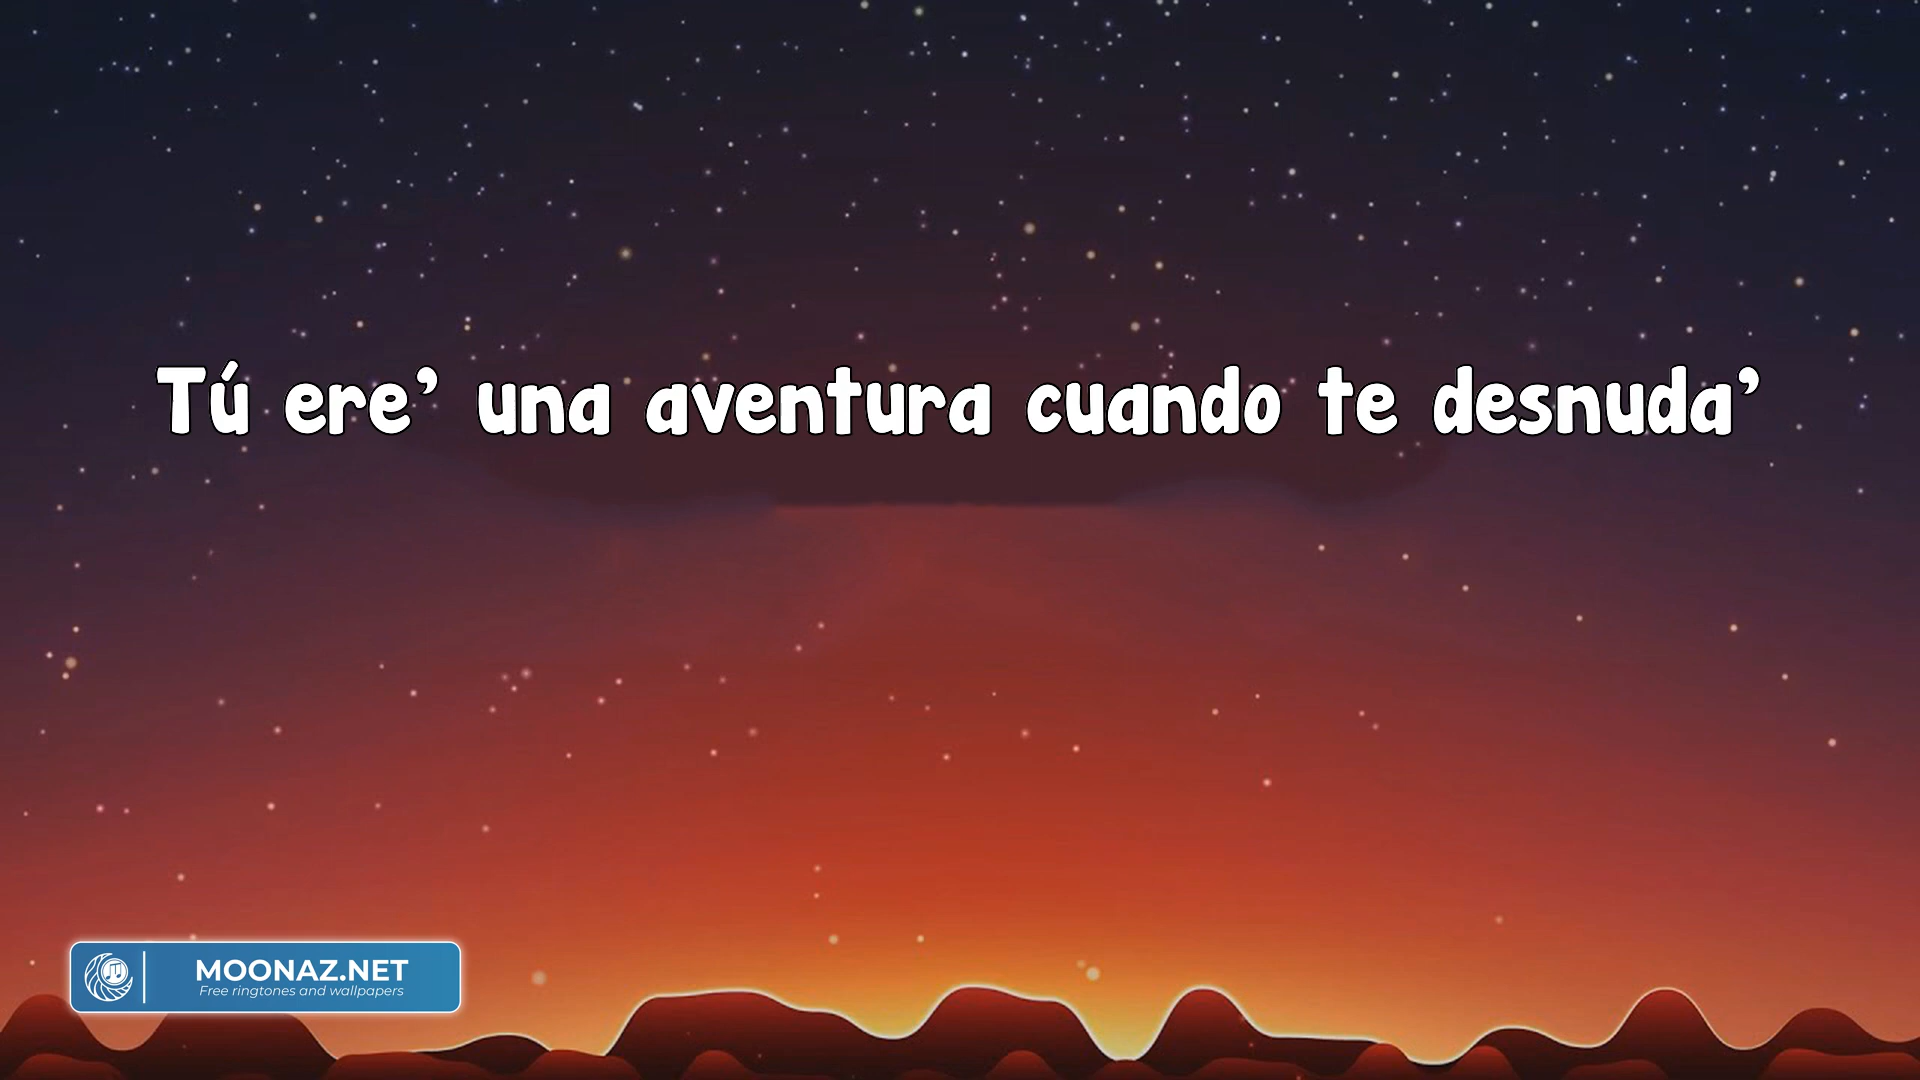 Tú ere’ una aventura cuando te desnuda’
MOONAZ.NET
Free ringtones and wallpapers